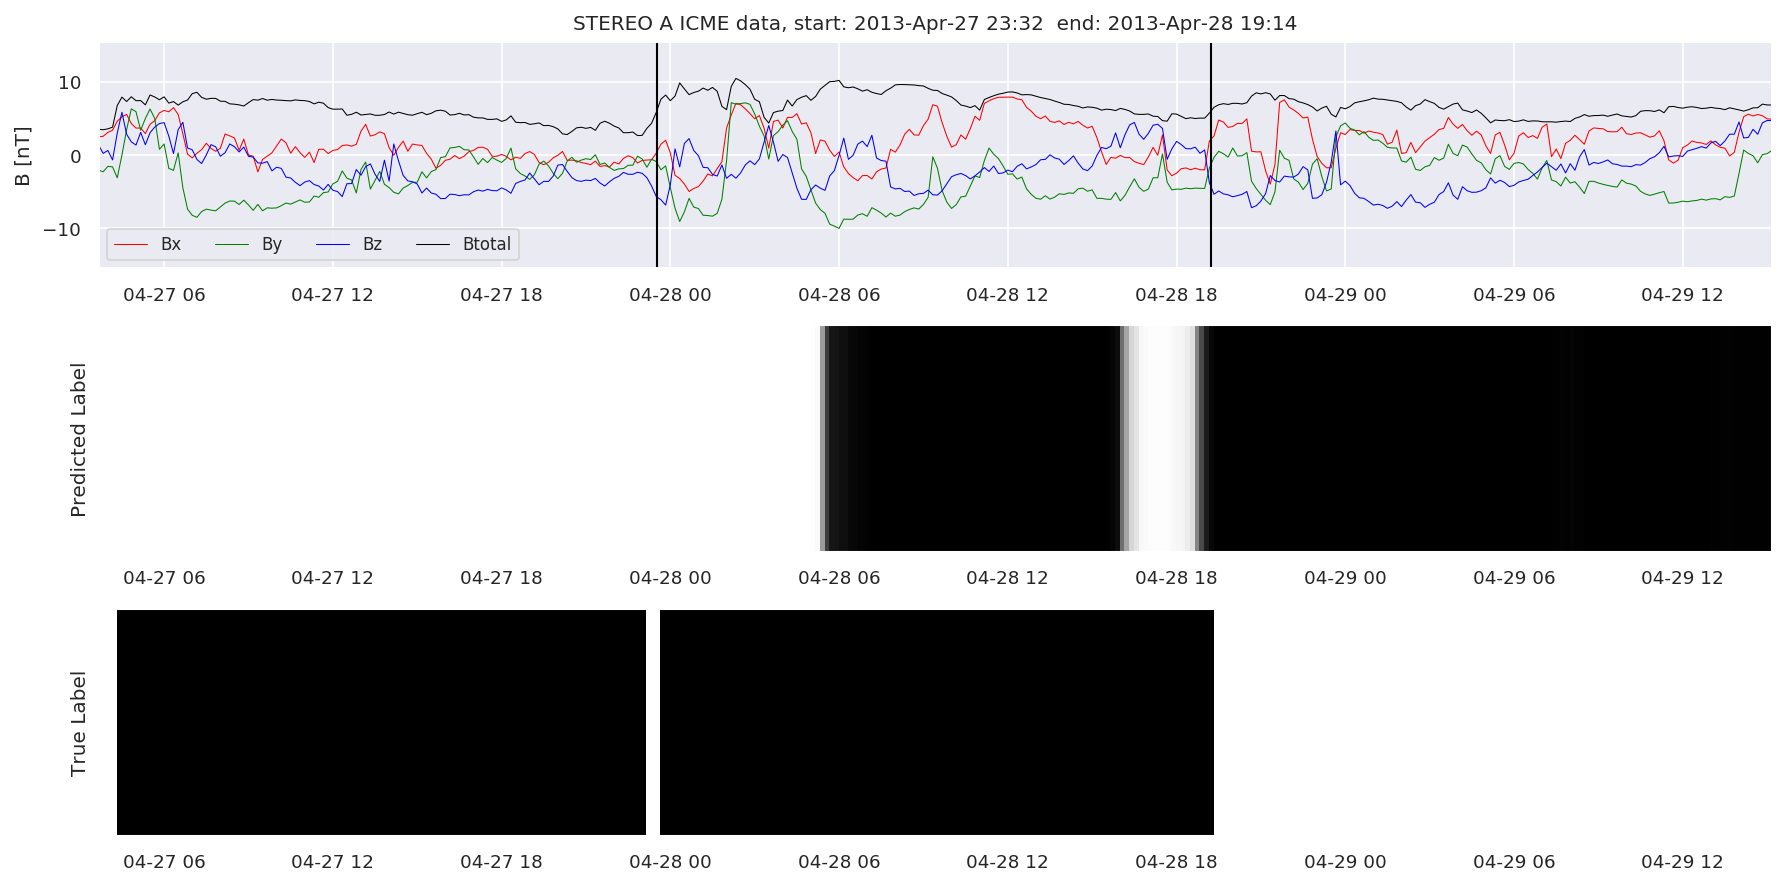 STEREO A ICME data, start: 2013-Apr-27 23:32  end: 2013-Apr-28 19:14
B [nT]
10
0
−10
Bx By Bz Btotal
04-27 06 04-27 12 04-27 18 04-28 00 04-28 06 04-28 12 04-28 18 04-29 00 04-29 06 04-29 12
Predicted Label
04-27 06 04-27 12 04-27 18 04-28 00 04-28 06 04-28 12 04-28 18 04-29 00 04-29 06 04-29 12
True Label
04-27 06 04-27 12 04-27 18 04-28 00 04-28 06 04-28 12 04-28 18 04-29 00 04-29 06 04-29 12